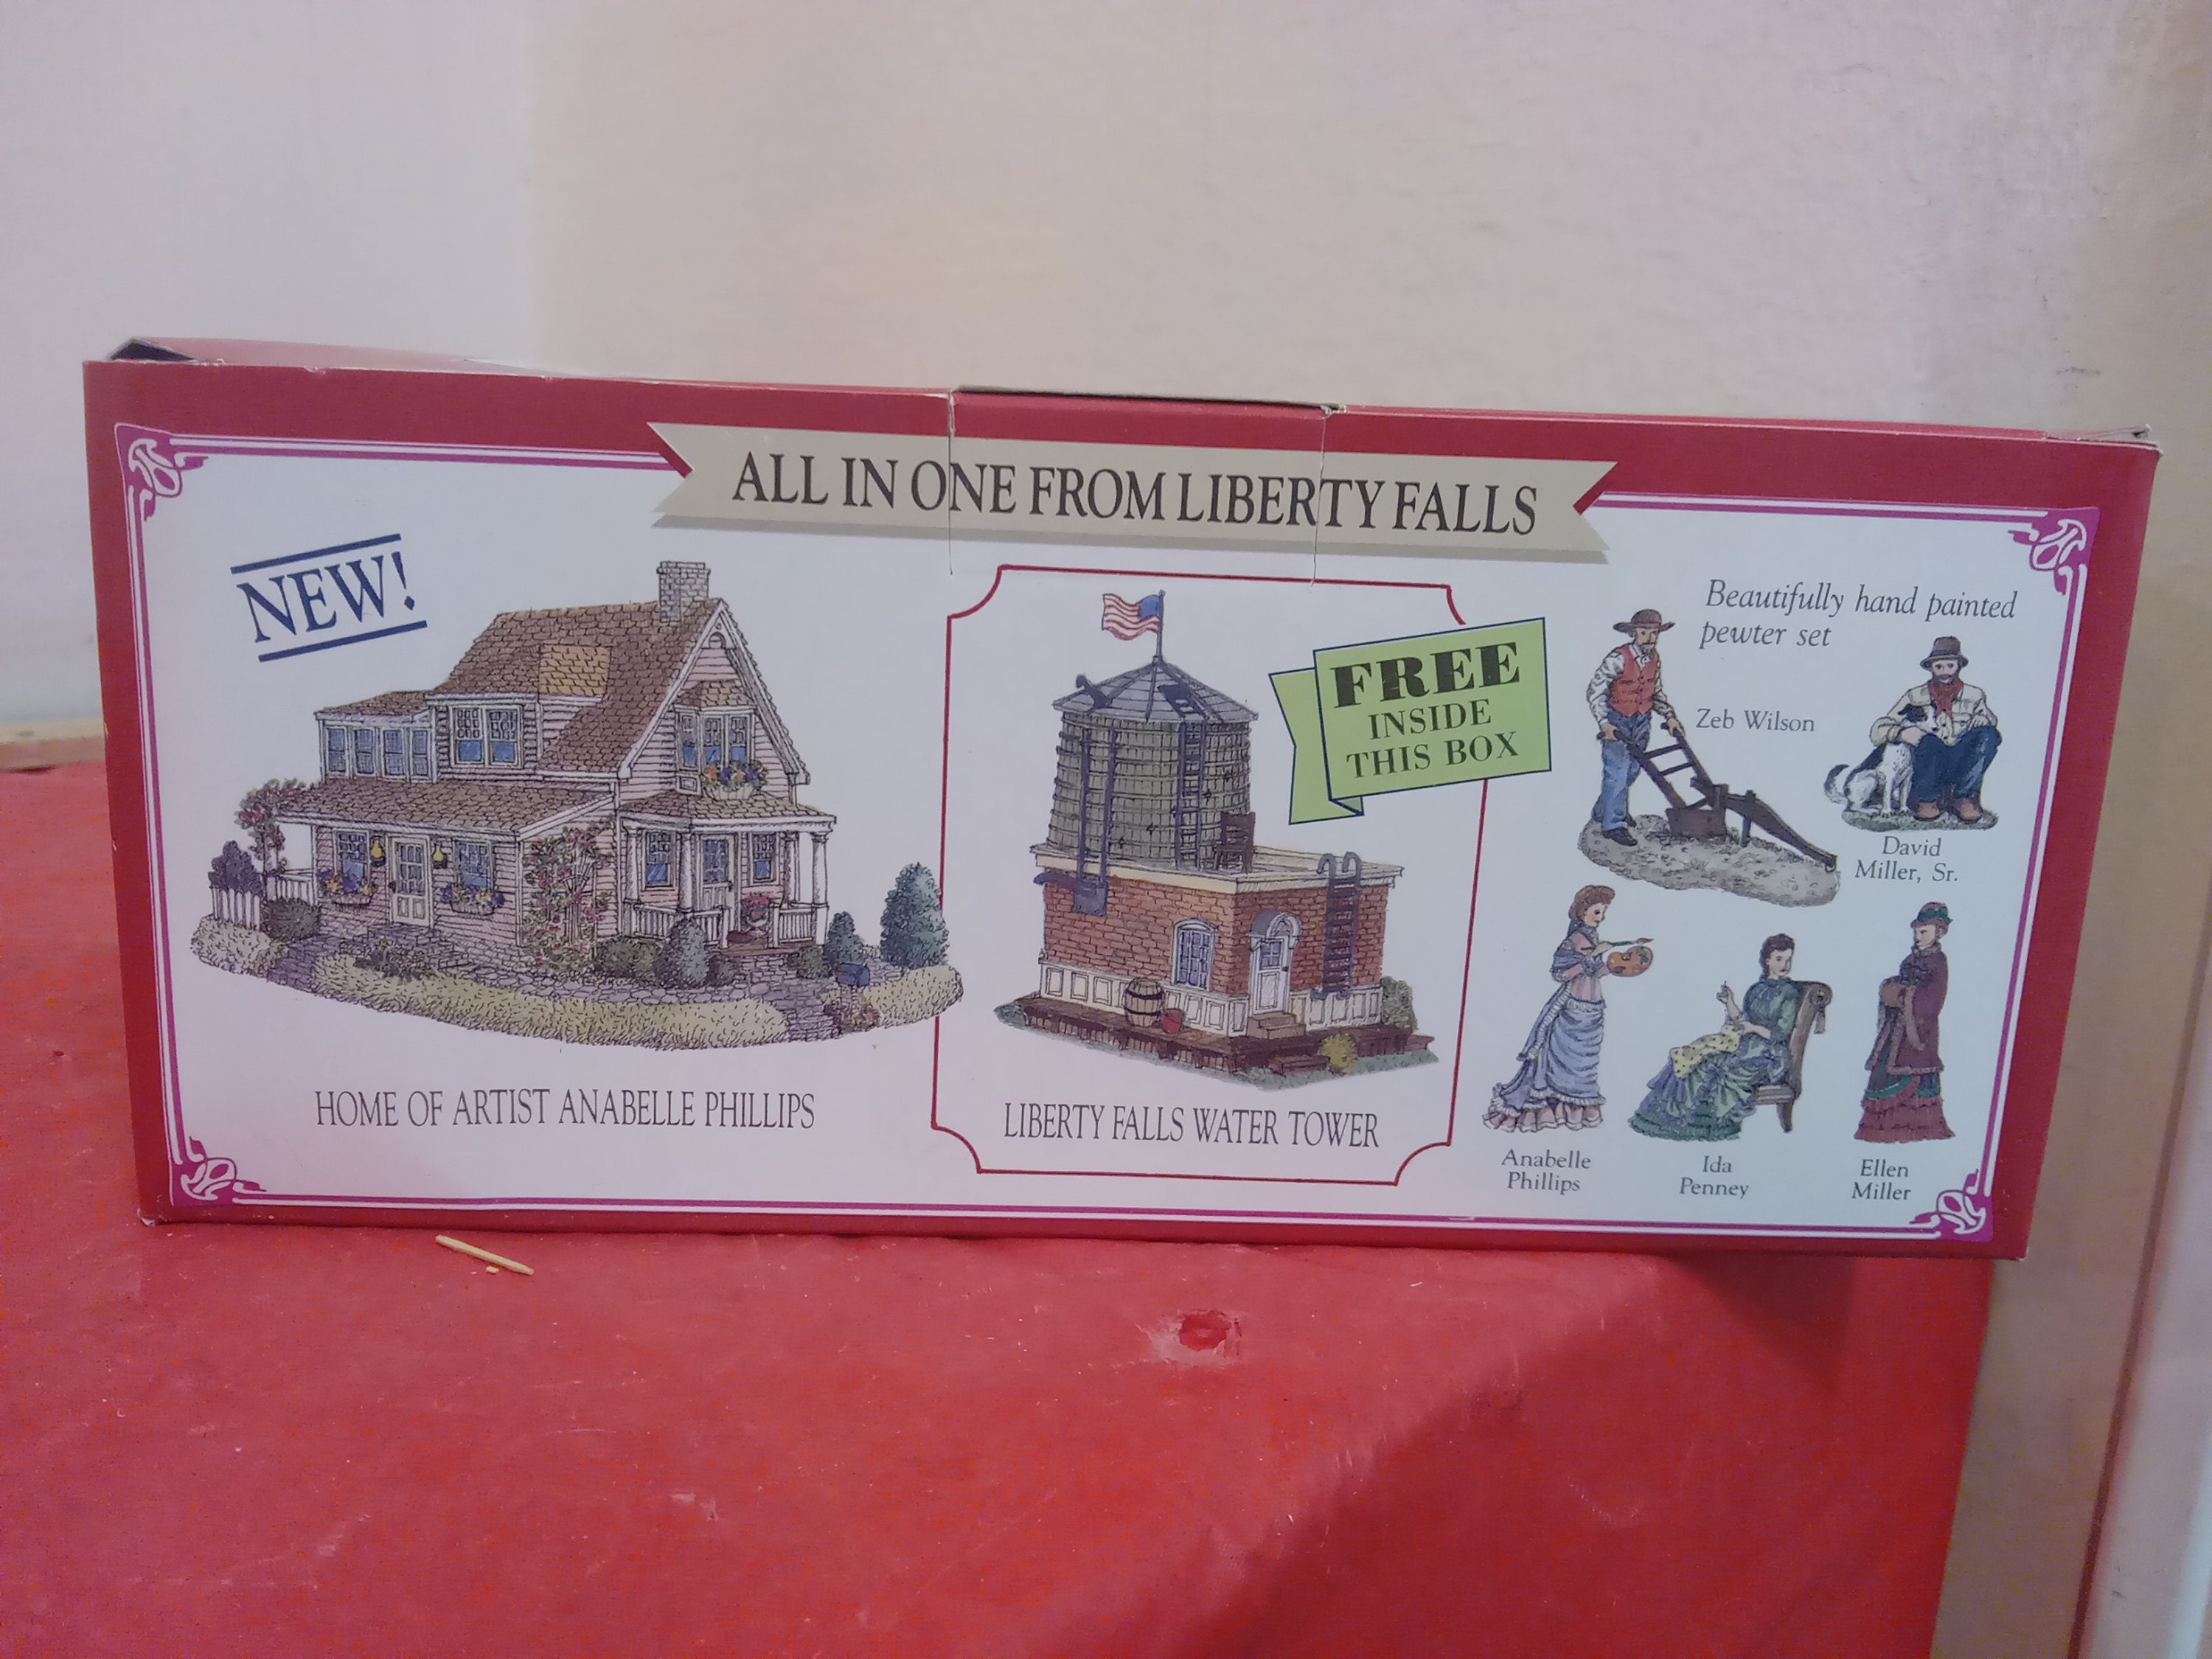 ALL IN ONE FROM LIBERTY FALLS
NEW!
HOME OF ARTIST ANABELLE PHILLIPS
FREE
INSIDE
THIS BOX
LIBERTY FALLS WATER TOWER
Beautifully hand painted
pewter set
Zeb Wilson
David
Miller, Sr.
Anabelle
Phillips
Ida
Penney
Ellen
Miller